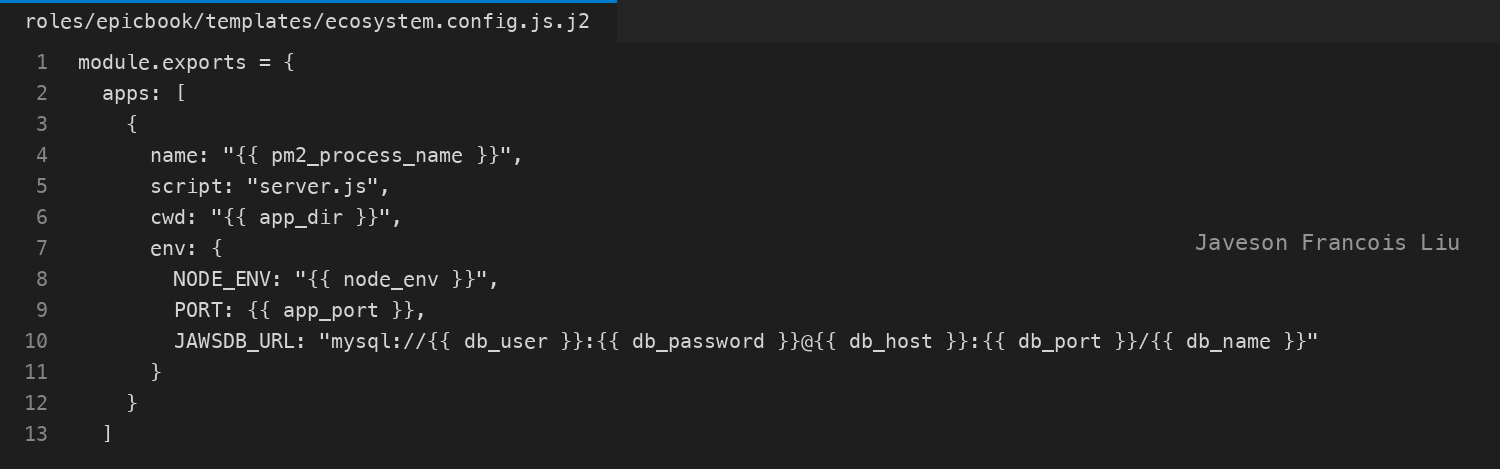 roles/epicbook/templates/ecosystem.config.js.j2
1 module.exports = {
2   apps: [
3     {
4       name: "{{ pm2_process_name }}",
5       script: "server.js",
6       cwd: "{{ app_dir }}",
Javeson Francois Liu
7       env: {
8         NODE_ENV: "{{ node_env }}",
9         PORT: {{ app_port }},
10         JAWSDB_URL: "mysql://{{ db_user }}:{{ db_password }}@{{ db_host }}:{{ db_port }}/{{ db_name }}"
11       }
12     }
13   ]